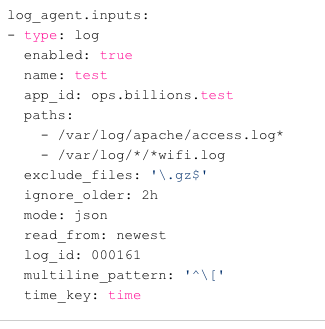 log_agent.inputs:
- type: log
  enabled: true
  name: test
  app_id: ops.billions.test
  paths:
    - /var/log/apache/access.log*
    - /var/log/*/*wifi.log
  exclude_files: '\.gz$'
  ignore_older: 2h
  mode: json
  read_from: newest
  log_id: 000161
  multiline_pattern: '^\['
  time_key: time